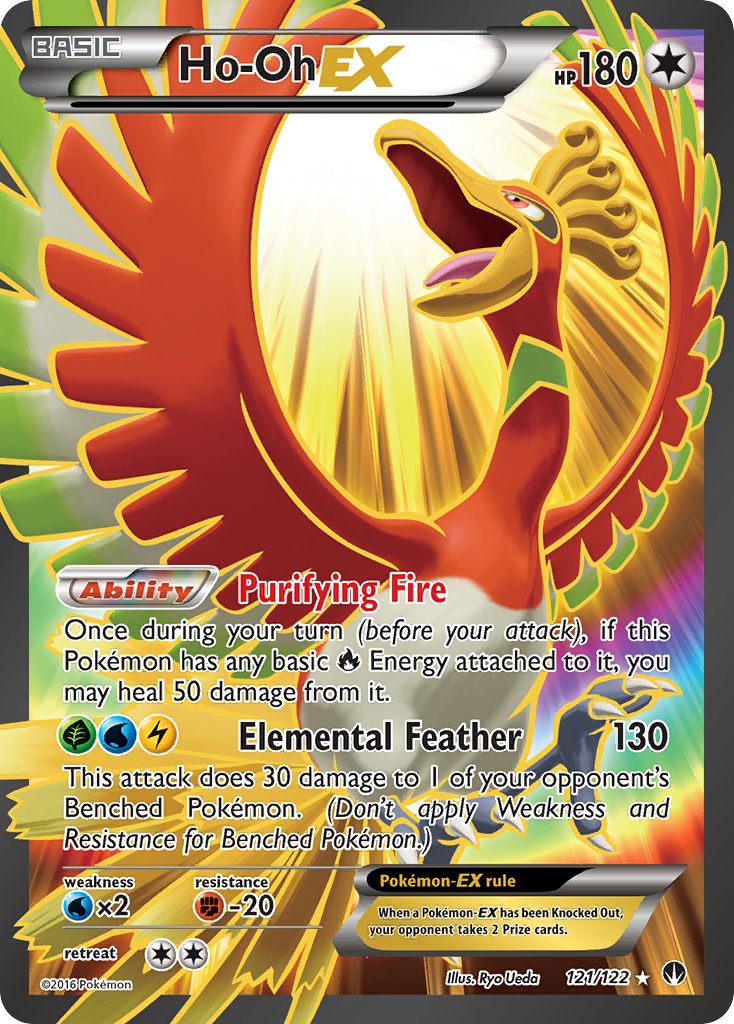 BASIC
Ho-Oh EX
HP 180
Ability Purifying Fire
Once during your turn (before your attack), if this
Pokémon has any basic Energy attached to it, you
may heal 50 damage from it.
Elemental Feather 130
This attack does 30 damage to 1 of your opponent's
Benched Pokémon. (Don't apply Weakness and
Resistance for Benched Pokémon.)
weakness resistance
×2 -20
retreat
Pokémon-EX rule
When a Pokémon-EX has been Knocked Out,
your opponent takes 2 Prize cards.
©2016 Pokémon
Illus. Ryo Ueda 121/122 ★